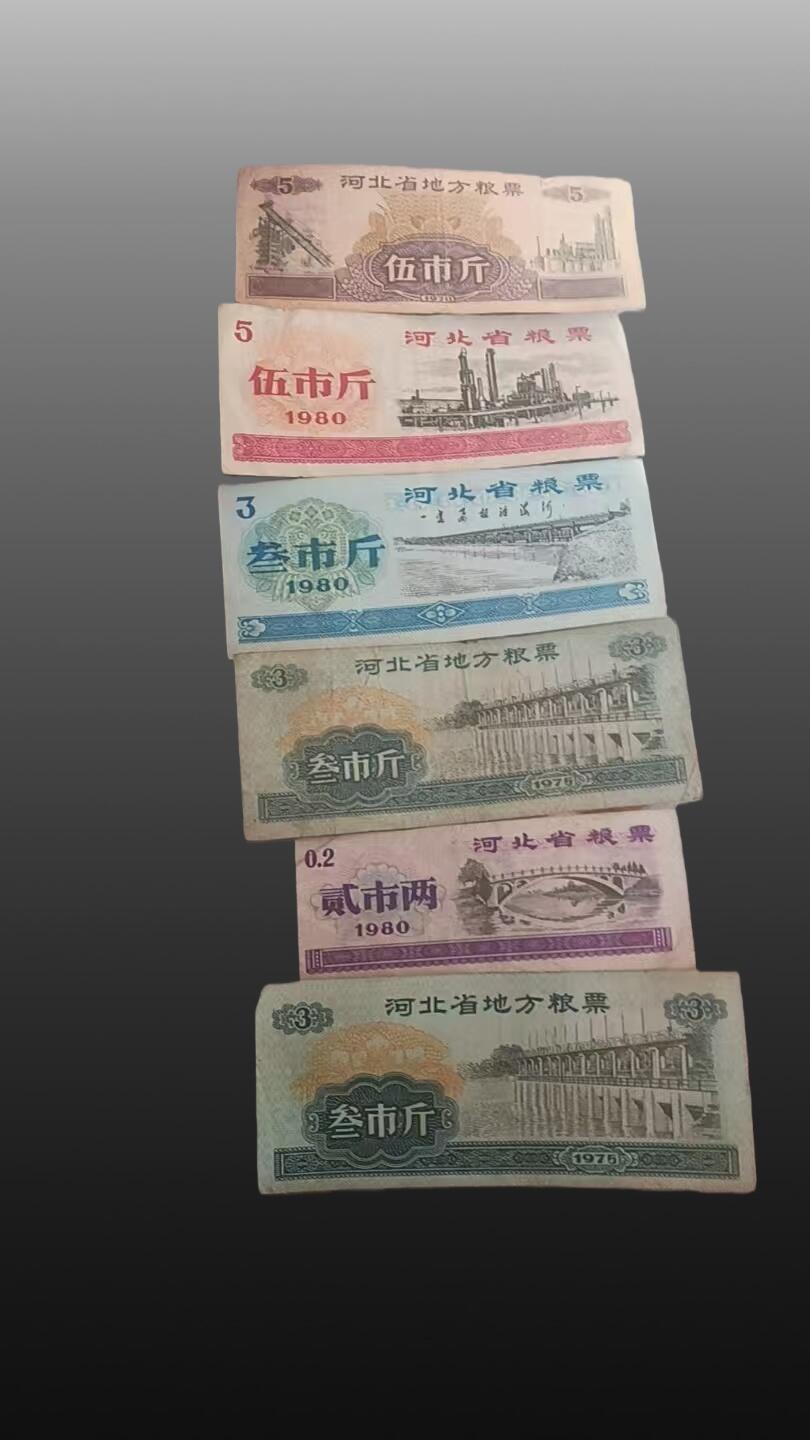 5 河北省地方粮票 5
伍市斤
5 河北省粮票
伍市斤
1980
3 河北省粮票
叁市斤
1980
3 河北省地方粮票 3
叁市斤
1975
0.2 河北省粮票
贰市两
1980
3 河北省地方粮票 3
叁市斤
1975